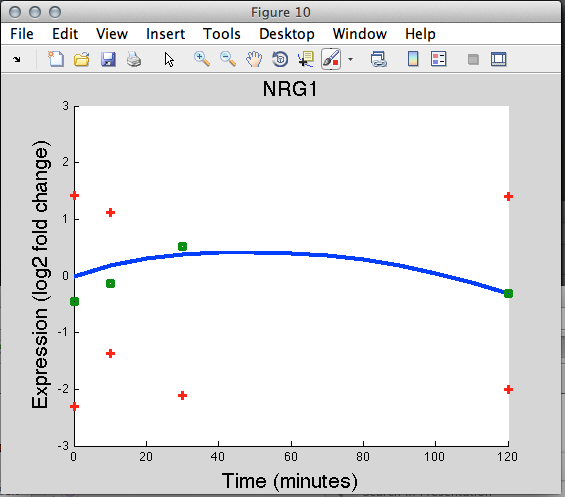 Figure 10
File Edit View Insert Tools Desktop Window Help
NRG1
3
2
1
0
-1
-2
-3
Expression (log2 fold change)
0 20 40 60 80 100 120
Time (minutes)